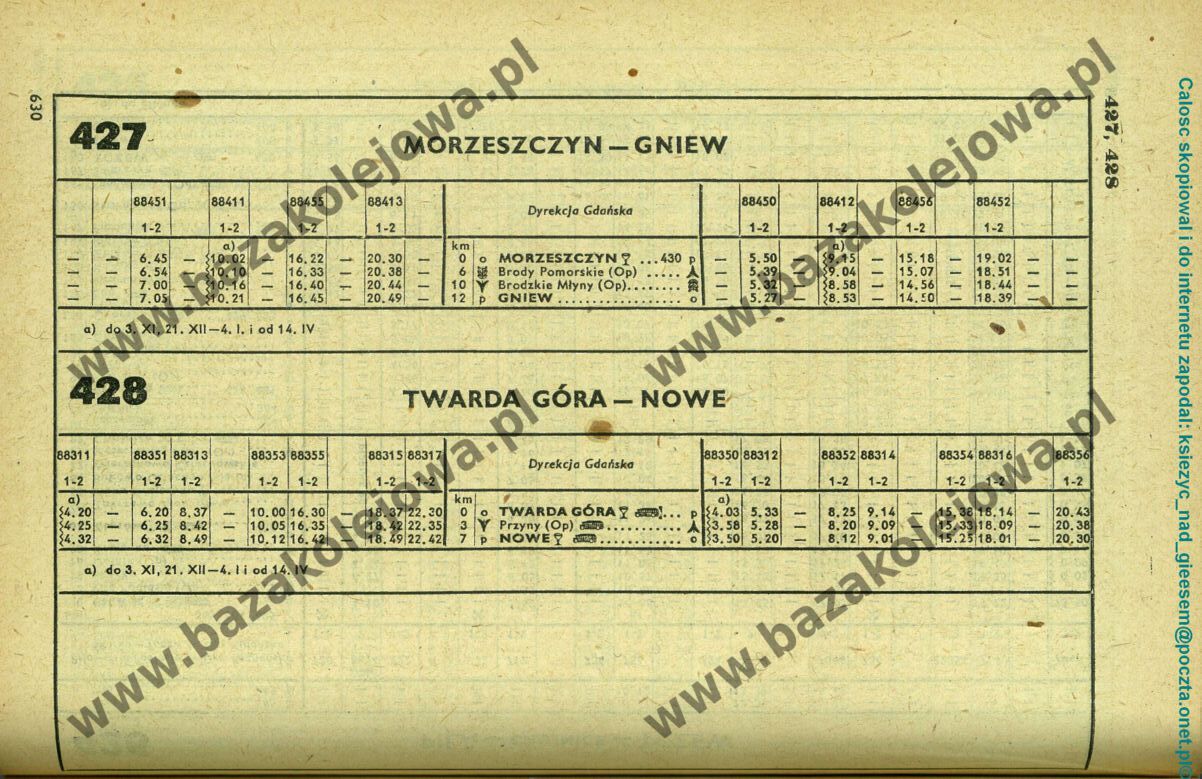 630
427, 428
427 MORZESZCZYN — GNIEW
88451 88411 88455 88413 Dyrekcja Gdańska 88450 88412 88456 88452
1-2 1-2 1-2 1-2 1-2 1-2 1-2 1-2
a) km a)
— — 6.45 — 10.02 — 16.22 — 20.30 — 0 o MORZESZCZYN ... 430 p — 5.50 — 9.15 — 15.18 — 19.02 — —
— — 6.54 — 10.10 — 16.33 — 20.38 — 6 Brody Pomorskie (Op) ..... — 5.39 — 9.04 — 15.07 — 18.51 — —
— — 7.00 — 10.16 — 16.40 — 20.44 — 10 Brodzkie Młyny (Op)........ — 5.32 — 8.58 — 14.56 — 18.44 — —
— — 7.05 — 10.21 — 16.45 — 20.49 — 12 p GNIEW .................. o — 5.27 — 8.53 — 14.50 — 18.39 — —
a) do 3. XI, 21. XII—4. I. i od 14. IV
428 TWARDA GÓRA — NOWE
88311 88351 88313 88353 88355 88315 88317 Dyrekcja Gdańska 88350 88312 88352 88314 88354 88316 88356
1-2 1-2 1-2 1-2 1-2 1-2 1-2 1-2 1-2 1-2 1-2 1-2 1-2 1-2
a) km a)
4.20 — 6.20 8.37 — 10.00 16.30 — 18.37 22.30 0 o TWARDA GÓRA ... p 4.03 5.33 — 8.25 9.14 — 15.38 18.14 — 20.43
4.25 — 6.25 8.42 — 10.05 16.35 — 18.42 22.35 3 Przyny (Op) ............ 3.58 5.28 — 8.20 9.09 — 15.33 18.09 — 20.38
4.32 — 6.32 8.49 — 10.12 16.42 — 18.49 22.42 7 p NOWE ............ o 3.50 5.20 — 8.12 9.01 — 15.25 18.01 — 20.30
a) do 3. XI, 21. XII—4. I i od 14. IV
www.bazakolejowa.pl
www.bazakolejowa.pl
www.bazakolejowa.pl
www.bazakolejowa.pl
Calosc skopiowal i do internetu zapodal: ksiezyc_nad_gieesem@poczta.onet.pl